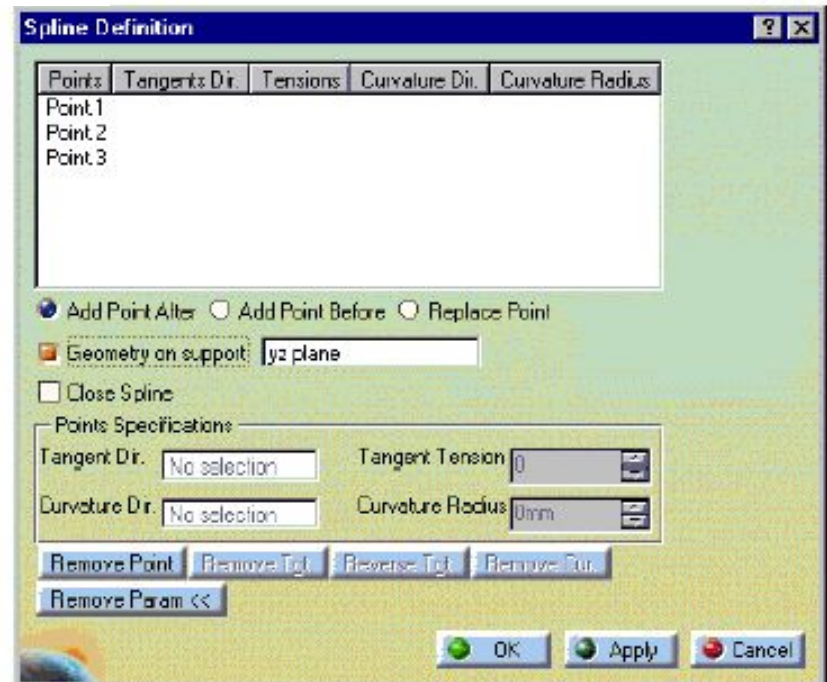 Spline Definition
Points Tangents Dir. Tensions Curvature Dir. Curvature Radius
Point.1
Point.2
Point.3
Add Point After Add Point Before Replace Point
Geometry on support yz plane
Close Spline
Points Specifications
Tangent Dir. No selection Tangent Tension 0
Curvature Dir. No selection Curvature Radius 0mm
Remove Point Remove Tgt. Reverse Tgt. Remove Cur.
Remove Param <<
OK Apply Cancel